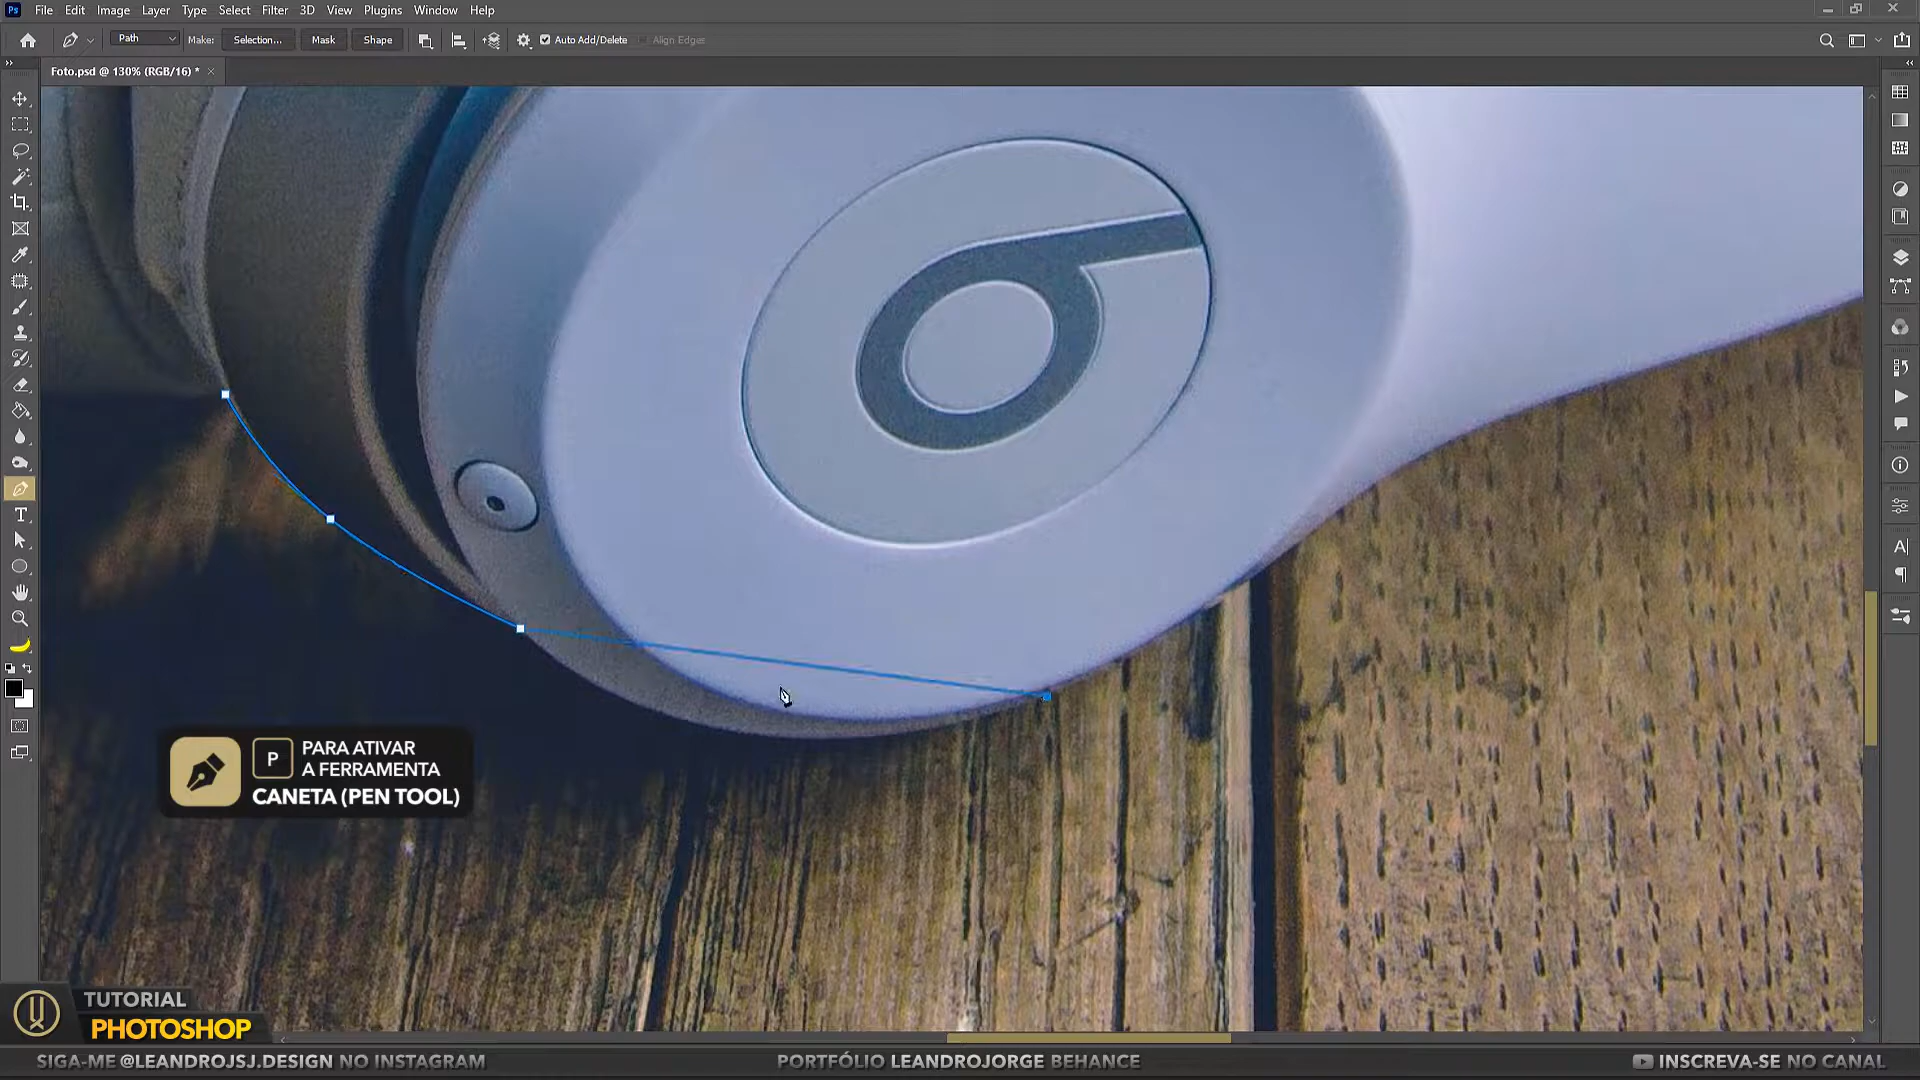 Ps File Edit Image Layer Type Select Filter 3D View Plugins Window Help
Path Make: Selection... Mask Shape Auto Add/Delete Align Edges
Foto.psd @ 130% (RGB/16) *
P PARA ATIVAR
A FERRAMENTA
CANETA (PEN TOOL)
TUTORIAL
PHOTOSHOP
SIGA-ME @LEANDROJSJ.DESIGN NO INSTAGRAM PORTFÓLIO LEANDROJORGE BEHANCE INSCREVA-SE NO CANAL